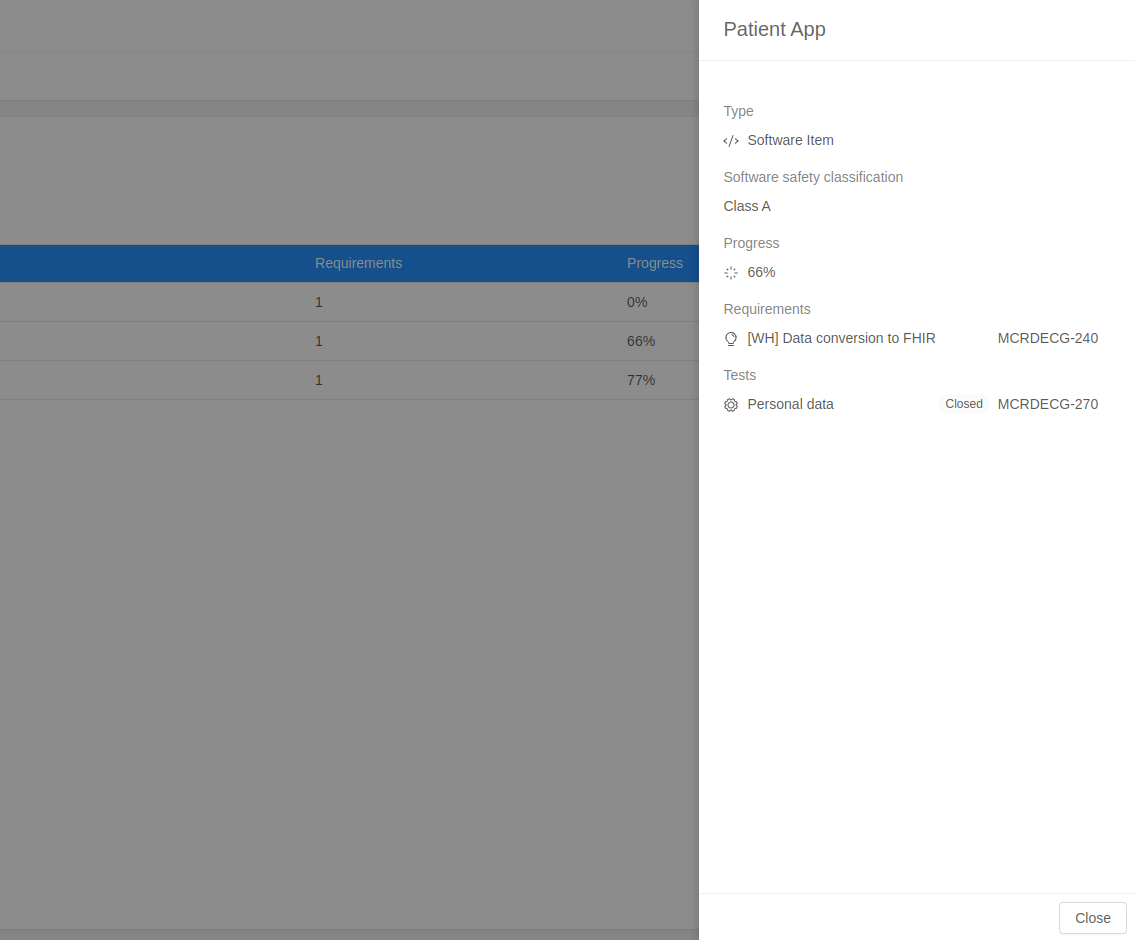 Patient App
Type
Software Item
Software safety classification
Class A
Progress
66%
Requirements
[WH] Data conversion to FHIR MCRDECG-240
Tests
Personal data Closed MCRDECG-270
Close
Requirements Progress
1 0%
1 66%
1 77%